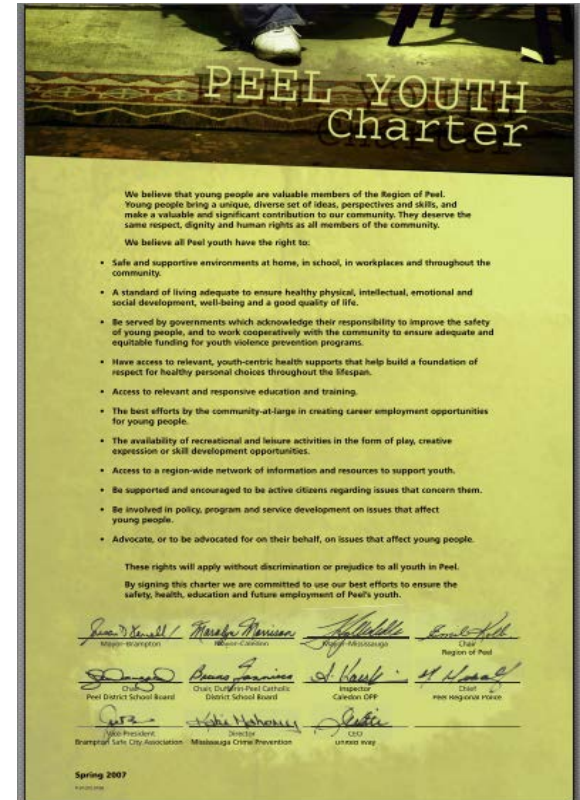 PEEL YOUTH
Charter
We believe that young people are valuable members of the Region of Peel.
Young people bring a unique, diverse set of ideas, perspectives and skills, and
make a valuable and significant contribution to our community. They deserve the
same respect, dignity and human rights as all members of the community.
We believe all Peel youth have the right to:
• Safe and supportive environments at home, in school, in workplaces and throughout the
community.
• A standard of living adequate to ensure healthy physical, intellectual, emotional and
social development, well-being and a good quality of life.
• Be served by governments which acknowledge their responsibility to improve the safety
of young people, and to work cooperatively with the community to ensure adequate and
equitable funding for youth violence prevention programs.
• Have access to relevant, youth-centric health supports that help build a foundation of
respect for healthy personal choices throughout the lifespan.
• Access to relevant and responsive education and training.
• The best efforts by the community-at-large in creating career employment opportunities
for young people.
• The availability of recreational and leisure activities in the form of play, creative
expression or skill development opportunities.
• Access to a region-wide network of information and resources to support youth.
• Be supported and encouraged to be active citizens regarding issues that concern them.
• Be involved in policy, program and service development on issues that affect
young people.
• Advocate, or to be advocated for on their behalf, on issues that affect young people.
These rights will apply without discrimination or prejudice to all youth in Peel.
By signing this charter we are committed to use our best efforts to ensure the
safety, health, education and future employment of Peel's youth.
Marolyn Morrison
Mayor-Brampton Mayor-Caledon Mayor-Mississauga Chair
Region of Peel
Chair Chair, Dufferin-Peel Catholic Inspector Chief
Peel District School Board District School Board Caledon OPP Peel Regional Police
Vice President Director CEO
Brampton Safe City Association Mississauga Crime Prevention United Way
Spring 2007